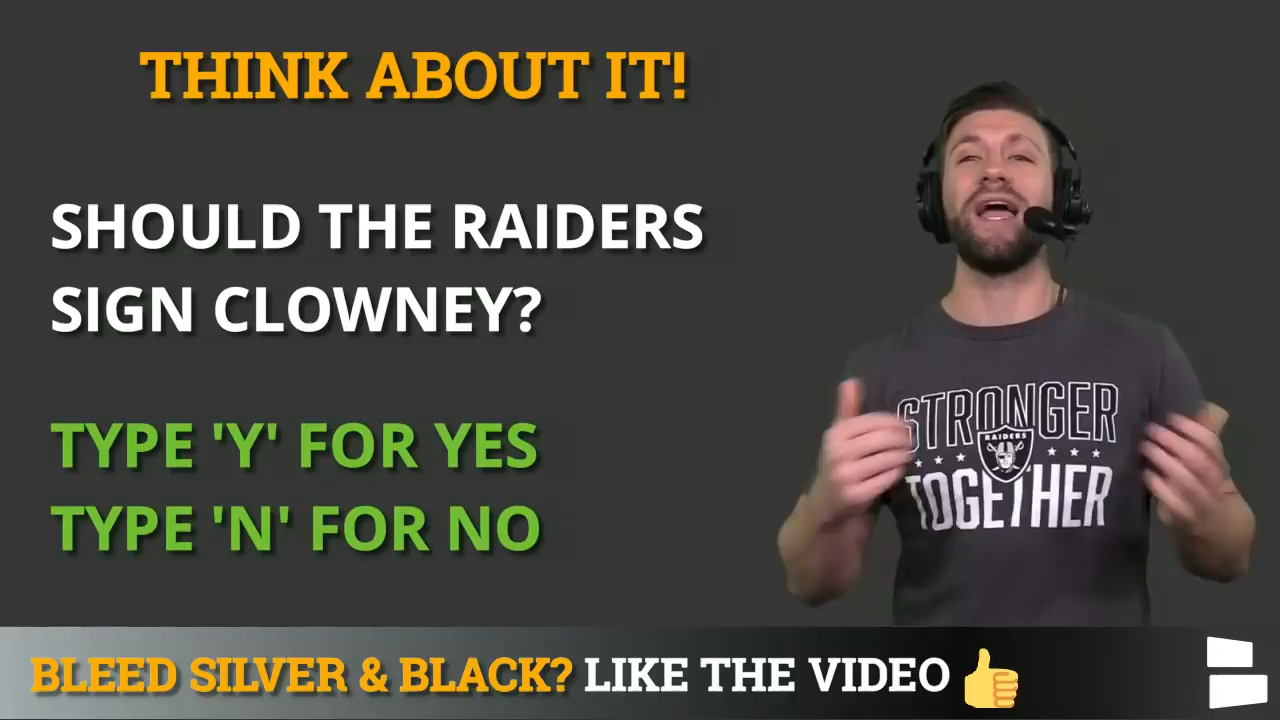 THINK ABOUT IT!
SHOULD THE RAIDERS
SIGN CLOWNEY?
TYPE 'Y' FOR YES
TYPE 'N' FOR NO
STRONGER
RAIDERS
TOGETHER
BLEED SILVER & BLACK? LIKE THE VIDEO